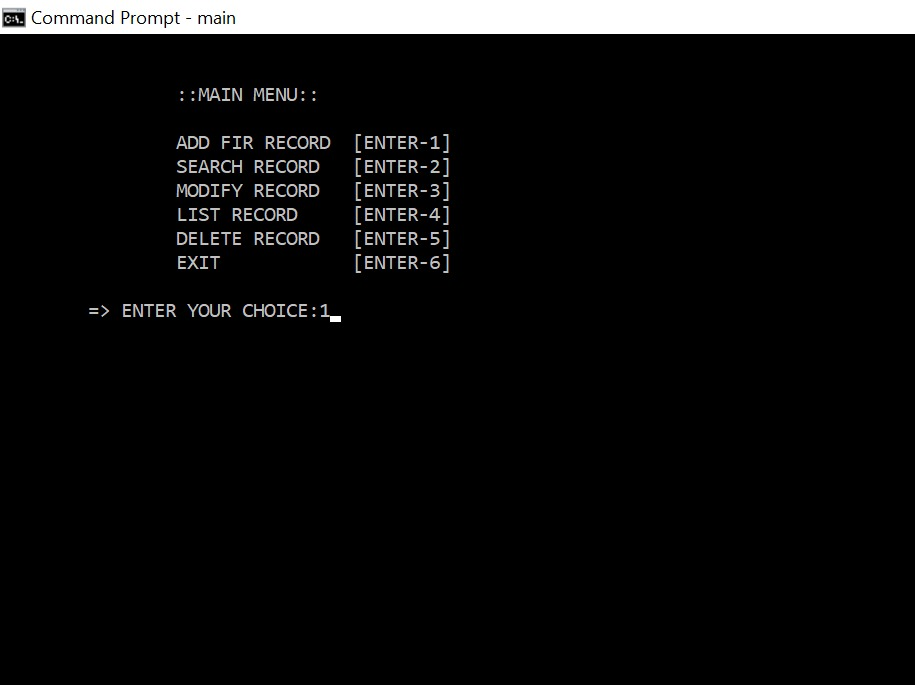 Command Prompt - main
::MAIN MENU::
ADD FIR RECORD [ENTER-1]
SEARCH RECORD [ENTER-2]
MODIFY RECORD [ENTER-3]
LIST RECORD [ENTER-4]
DELETE RECORD [ENTER-5]
EXIT [ENTER-6]
=> ENTER YOUR CHOICE:1